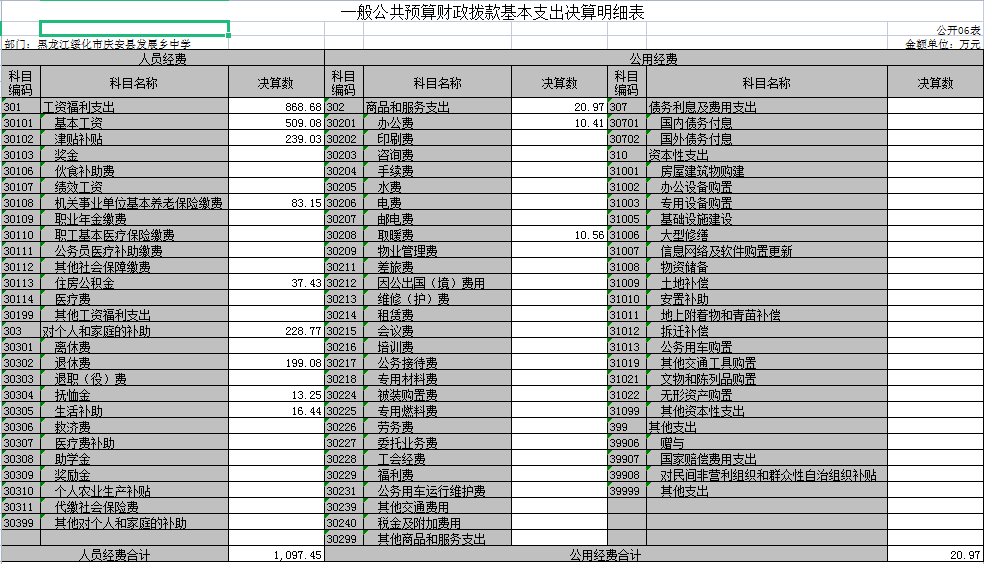 一般公共预算财政拨款基本支出决算明细表
公开06表
部门：黑龙江绥化市庆安县发展乡中学 金额单位：万元
人员经费 公用经费
科目编码 科目名称 决算数 科目编码 科目名称 决算数 科目编码 科目名称 决算数
301 工资福利支出 868.68 302 商品和服务支出 20.97 307 债务利息及费用支出
30101 基本工资 509.08 30201 办公费 10.41 30701 国内债务付息
30102 津贴补贴 239.03 30202 印刷费 30702 国外债务付息
30103 奖金 30203 咨询费 310 资本性支出
30106 伙食补助费 30204 手续费 31001 房屋建筑物购建
30107 绩效工资 30205 水费 31002 办公设备购置
30108 机关事业单位基本养老保险缴费 83.15 30206 电费 31003 专用设备购置
30109 职业年金缴费 30207 邮电费 31005 基础设施建设
30110 职工基本医疗保险缴费 30208 取暖费 10.56 31006 大型修缮
30111 公务员医疗补助缴费 30209 物业管理费 31007 信息网络及软件购置更新
30112 其他社会保障缴费 30211 差旅费 31008 物资储备
30113 住房公积金 37.43 30212 因公出国（境）费用 31009 土地补偿
30114 医疗费 30213 维修（护）费 31010 安置补助
30199 其他工资福利支出 30214 租赁费 31011 地上附着物和青苗补偿
303 对个人和家庭的补助 228.77 30215 会议费 31012 拆迁补偿
30301 离休费 30216 培训费 31013 公务用车购置
30302 退休费 199.08 30217 公务接待费 31019 其他交通工具购置
30303 退职（役）费 30218 专用材料费 31021 文物和陈列品购置
30304 抚恤金 13.25 30224 被装购置费 31022 无形资产购置
30305 生活补助 16.44 30225 专用燃料费 31099 其他资本性支出
30306 救济费 30226 劳务费 399 其他支出
30307 医疗费补助 30227 委托业务费 39906 赠与
30308 助学金 30228 工会经费 39907 国家赔偿费用支出
30309 奖励金 30229 福利费 39908 对民间非营利组织和群众性自治组织补贴
30310 个人农业生产补贴 30231 公务用车运行维护费 39999 其他支出
30311 代缴社会保险费 30239 其他交通费用
30399 其他对个人和家庭的补助 30240 税金及附加费用
30299 其他商品和服务支出
人员经费合计 1,097.45 公用经费合计 20.97